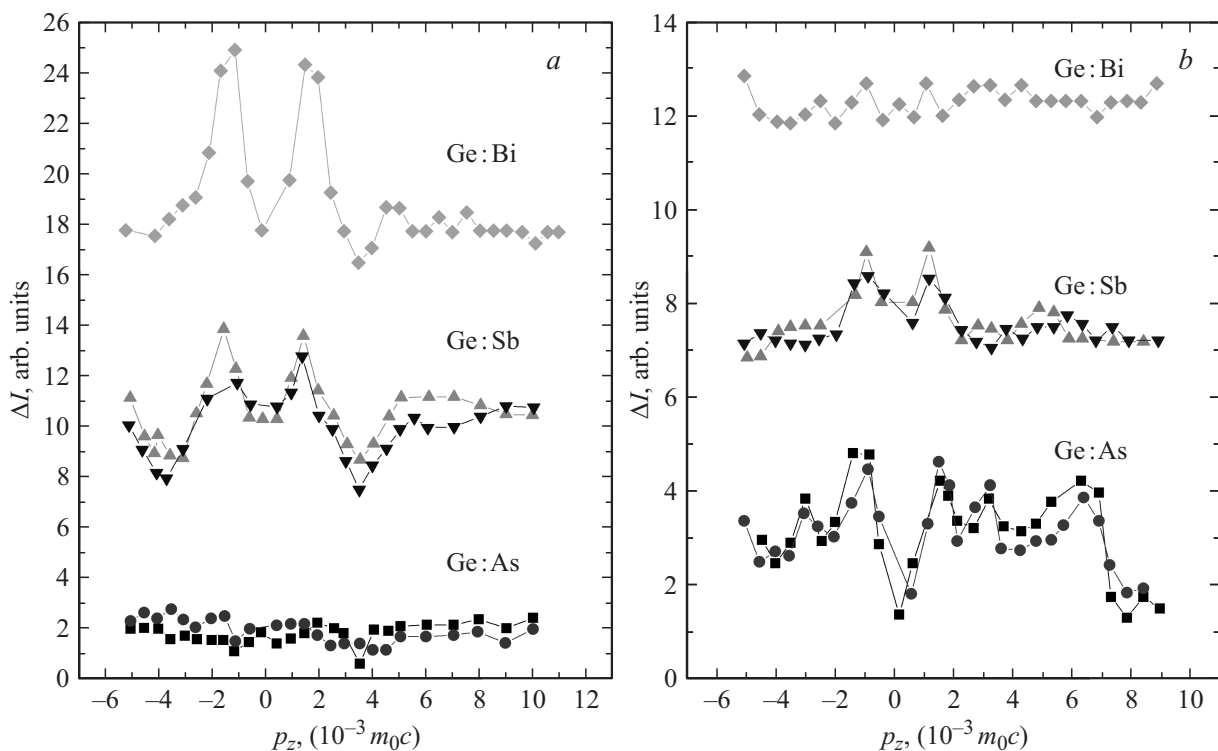 26
24
22
20
18
16
14
12
10
8
6
4
2
0
ΔI, arb. units
a
Ge : Bi
Ge : Sb
Ge : As
−6 −4 −2 0 2 4 6 8 10 12
p_z, (10^−3 m_0c)
14
12
10
8
6
4
2
0
ΔI, arb. units
b
Ge : Bi
Ge : Sb
Ge : As
−6 −4 −2 0 2 4 6 8 10
p_z, (10^−3 m_0c)